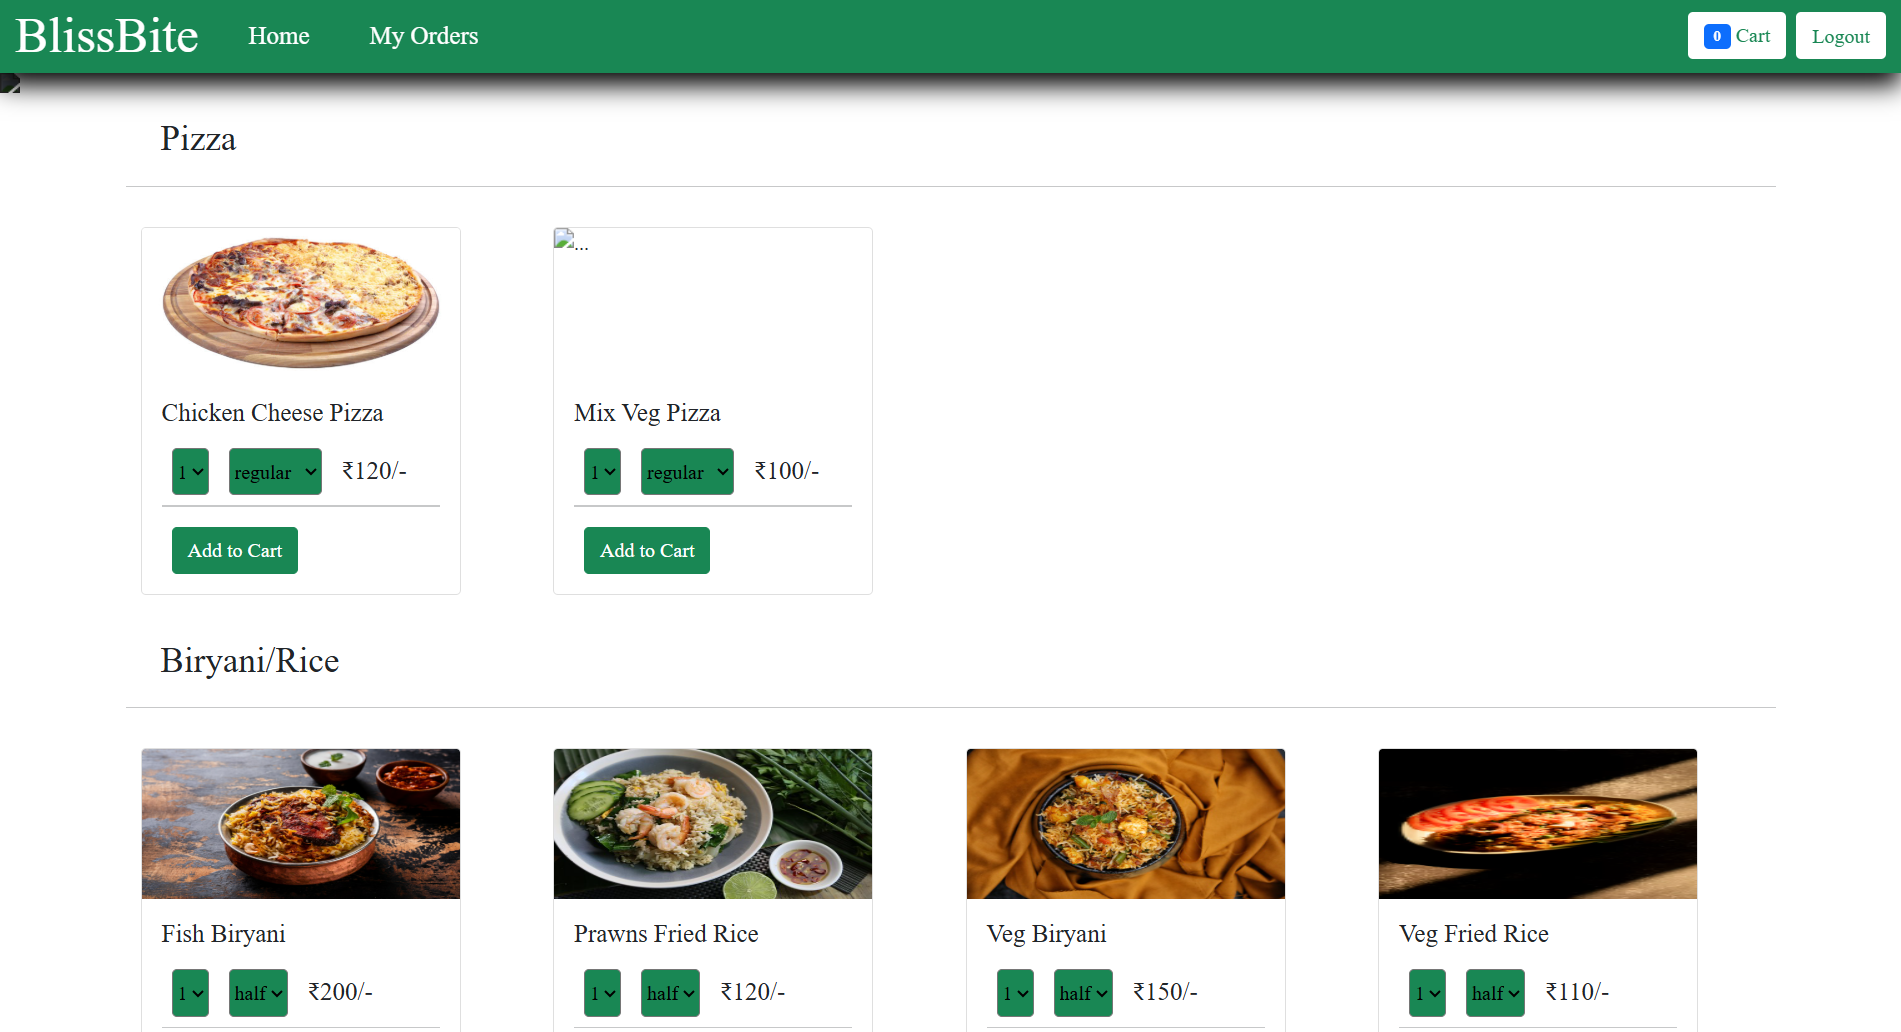 BlissBite Home My Orders 0 Cart Logout
Pizza
...
Chicken Cheese Pizza Mix Veg Pizza
1 regular ₹120/- 1 regular ₹100/-
Add to Cart Add to Cart
Biryani/Rice
Fish Biryani Prawns Fried Rice Veg Biryani Veg Fried Rice
1 half ₹200/- 1 half ₹120/- 1 half ₹150/- 1 half ₹110/-